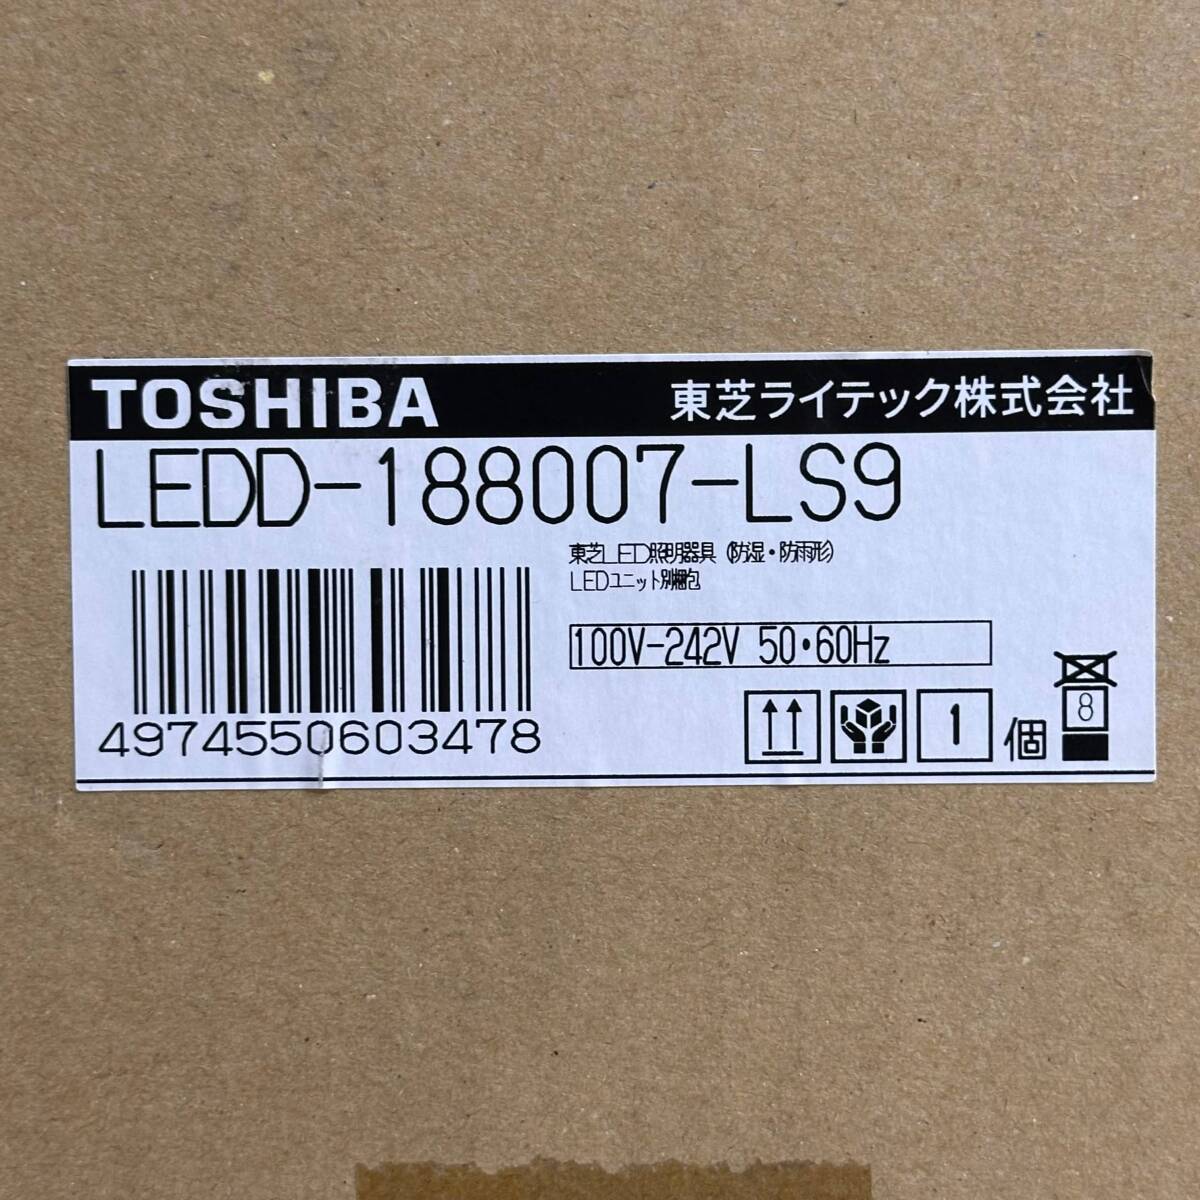 TOSHIBA 東芝ライテック株式会社
LEDD-188007-LS9
東芝LED照明器具（防湿・防雨形）
LEDユニット別梱包
100V-242V 50・60Hz
4974550603478
1 個 8